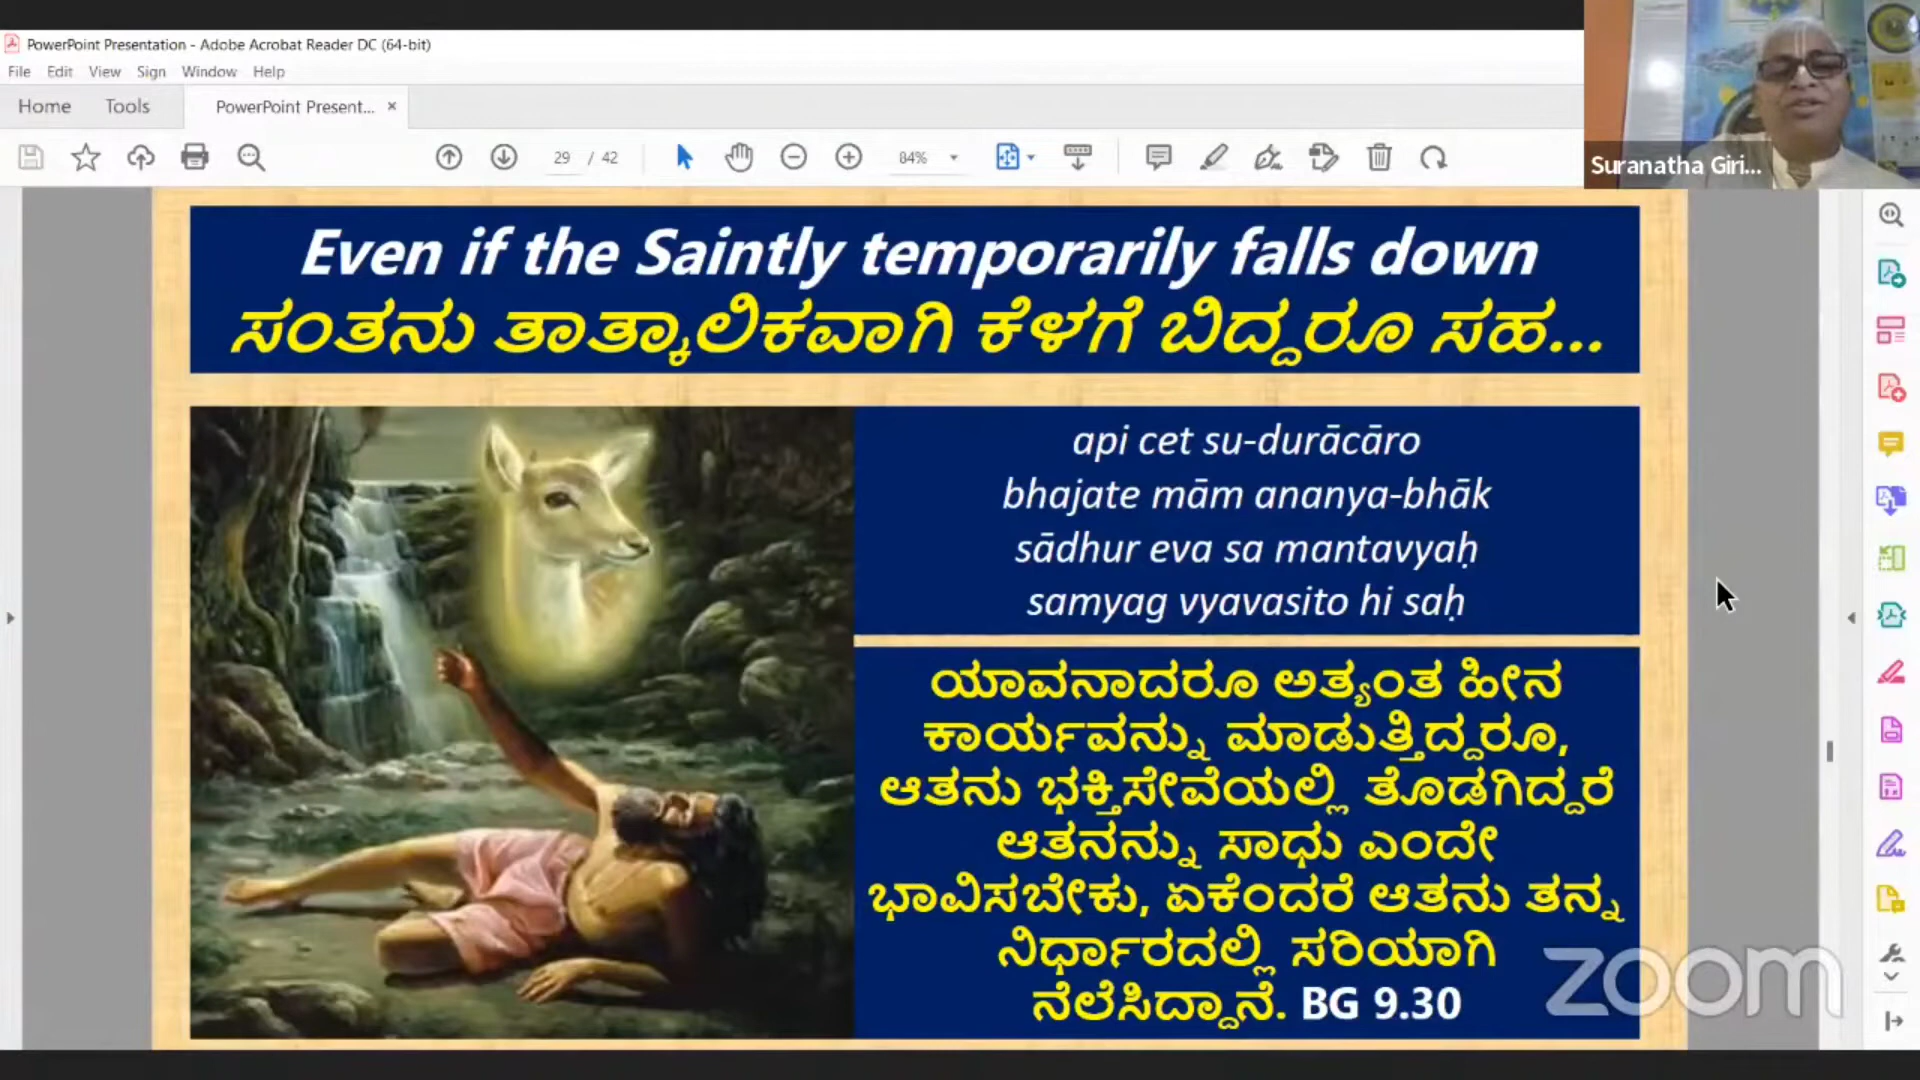 PowerPoint Presentation - Adobe Acrobat Reader DC (64-bit)
File Edit View Sign Window Help
Home Tools PowerPoint Present... ×
29 / 42 84%
Suranatha Giri...
Even if the Saintly temporarily falls down
ಸಂತನು ತಾತ್ಕಾಲಿಕವಾಗಿ ಕೆಳಗೆ ಬಿದ್ದರೂ ಸಹ...
api cet su-durācāro
bhajate mām ananya-bhāk
sādhur eva sa mantavyaḥ
samyag vyavasito hi saḥ
ಯಾವನಾದರೂ ಅತ್ಯಂತ ಹೀನ
ಕಾರ್ಯವನ್ನು ಮಾಡುತ್ತಿದ್ದರೂ,
ಆತನು ಭಕ್ತಿಸೇವೆಯಲ್ಲಿ ತೊಡಗಿದ್ದರೆ
ಆತನನ್ನು ಸಾಧು ಎಂದೇ
ಭಾವಿಸಬೇಕು, ಏಕೆಂದರೆ ಆತನು ತನ್ನ
ನಿರ್ಧಾರದಲ್ಲಿ ಸರಿಯಾಗಿ
ನೆಲೆಸಿದ್ದಾನೆ. BG 9.30
zoom